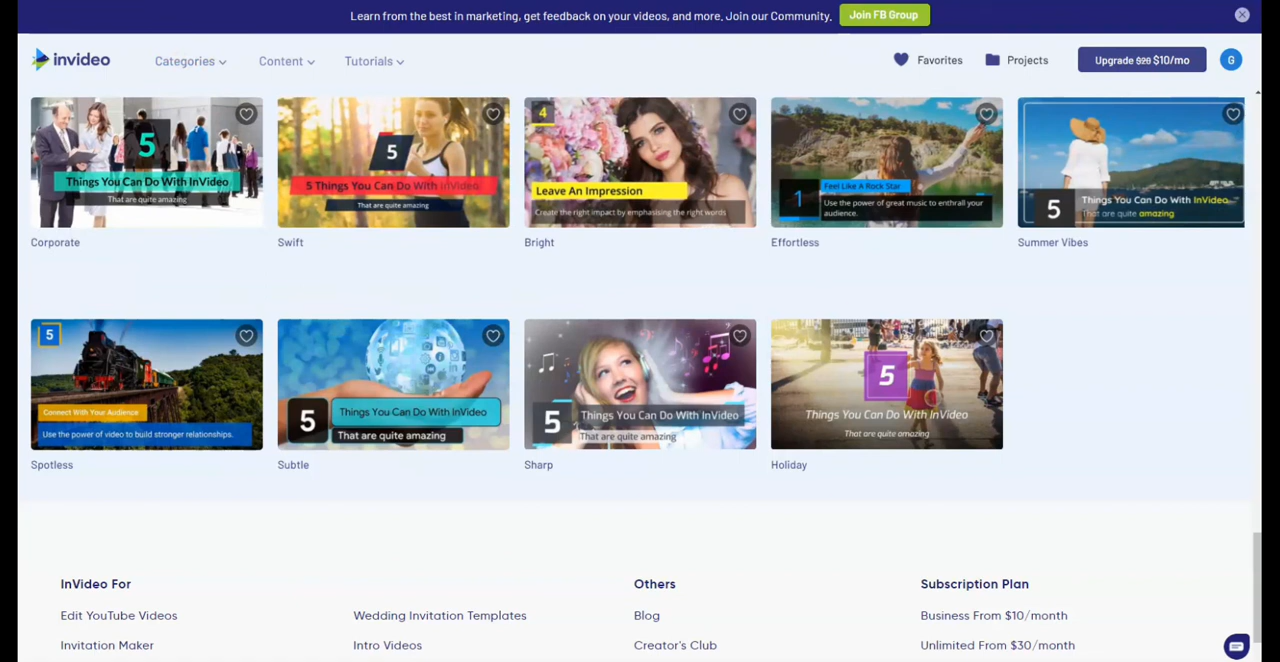 Learn from the best in marketing, get feedback on your videos, and more. Join our Community. Join FB Group
invideo Categories Content Tutorials Favorites Projects Upgrade $20 $10/mo G
5
Things You Can Do With InVideo
That are quite amazing
5
5 Things You Can Do With InVideo
That are quite amazing
4
Leave An Impression
Create the right impact by emphasising the right words
1
Feel Like A Rock Star
Use the power of great music to enthrall your
audience.
5
Things You Can Do With InVideo
That are quite amazing
Corporate Swift Bright Effortless Summer Vibes
5
Connect With Your Audience
Use the power of video to build stronger relationships.
5
Things You Can Do With InVideo
That are quite amazing
5
Things You Can Do With InVideo
That are quite amazing
5
Things You Can Do With InVideo
That are quite amazing
Spotless Subtle Sharp Holiday
InVideo For Others Subscription Plan
Edit YouTube Videos Wedding Invitation Templates Blog Business From $10/month
Invitation Maker Intro Videos Creator's Club Unlimited From $30/month